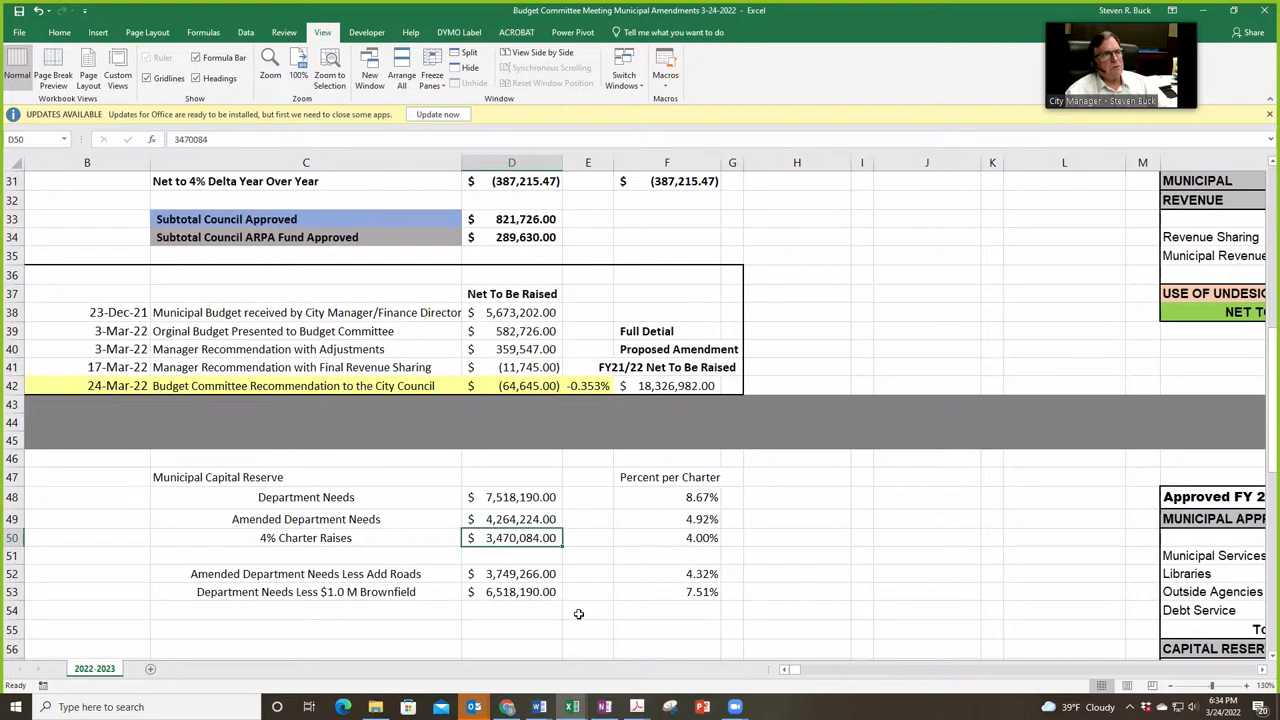 Budget Committee Meeting Municipal Amendments 3-24-2022 - Excel
Steven R. Buck
File Home Insert Page Layout Formulas Data Review View Developer Help DYMO Label ACROBAT Power Pivot Tell me what you want to do
Share
Normal
Page Break Preview
Page Layout
Custom Views
Workbook Views
Ruler
Formula Bar
Gridlines
Headings
Show
Zoom
100%
Zoom to Selection
Zoom
New Window
Arrange All
Freeze Panes
Split
Hide
Unhide
View Side by Side
Synchronous Scrolling
Reset Window Position
Window
Switch Windows
Macros
Macros
City Manager - Steven Buck
UPDATES AVAILABLE Updates for Office are ready to be installed, but first we need to close some apps. Update now
D50 fx 3470084
B C D E F G H I J K L M
31 Net to 4% Delta Year Over Year $ (387,215.47) $ (387,215.47) MUNICIPAL
32 REVENUE
33 Subtotal Council Approved $ 821,726.00
34 Subtotal Council ARPA Fund Approved $ 289,630.00 Revenue Sharing
35 Municipal Revenue
36
37 Net To Be Raised USE OF UNDESIG
38 23-Dec-21 Municipal Budget received by City Manager/Finance Director $ 5,673,202.00 NET TO
39 3-Mar-22 Orginal Budget Presented to Budget Committee $ 582,726.00 Full Detial
40 3-Mar-22 Manager Recommendation with Adjustments $ 359,547.00 Proposed Amendment
41 17-Mar-22 Manager Recommendation with Final Revenue Sharing $ (11,745.00) FY21/22 Net To Be Raised
42 24-Mar-22 Budget Committee Recommendation to the City Council $ (64,645.00) -0.353% $ 18,326,982.00
43
44
45
46
47 Municipal Capital Reserve Percent per Charter
48 Department Needs $ 7,518,190.00 8.67% Approved FY 2
49 Amended Department Needs $ 4,264,224.00 4.92% MUNICIPAL APPR
50 4% Charter Raises $ 3,470,084.00 4.00%
51 Municipal Services
52 Amended Department Needs Less Add Roads $ 3,749,266.00 4.32% Libraries
53 Department Needs Less $1.0 M Brownfield $ 6,518,190.00 7.51% Outside Agencies
54 Debt Service
55 To
56 CAPITAL RESER
2022-2023
Ready 130%
Type here to search
39°F Cloudy
6:34 PM
3/24/2022
20